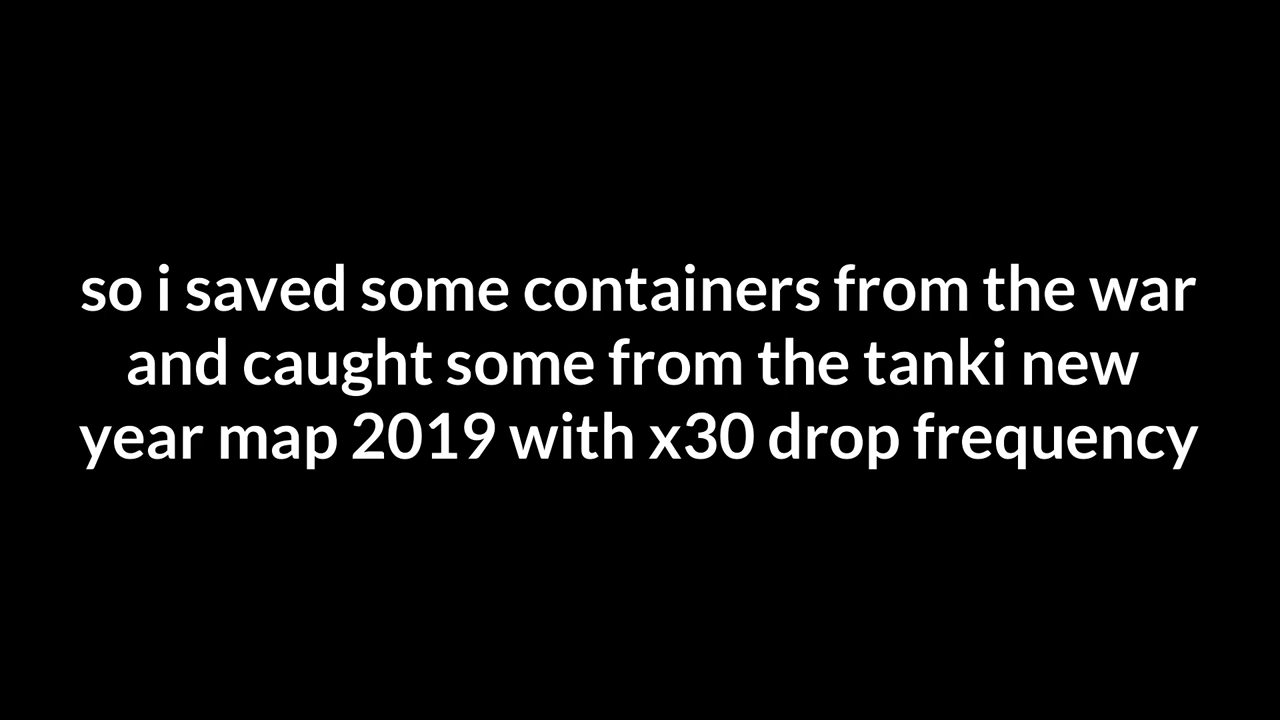 so i saved some containers from the war
and caught some from the tanki new
year map 2019 with x30 drop frequency